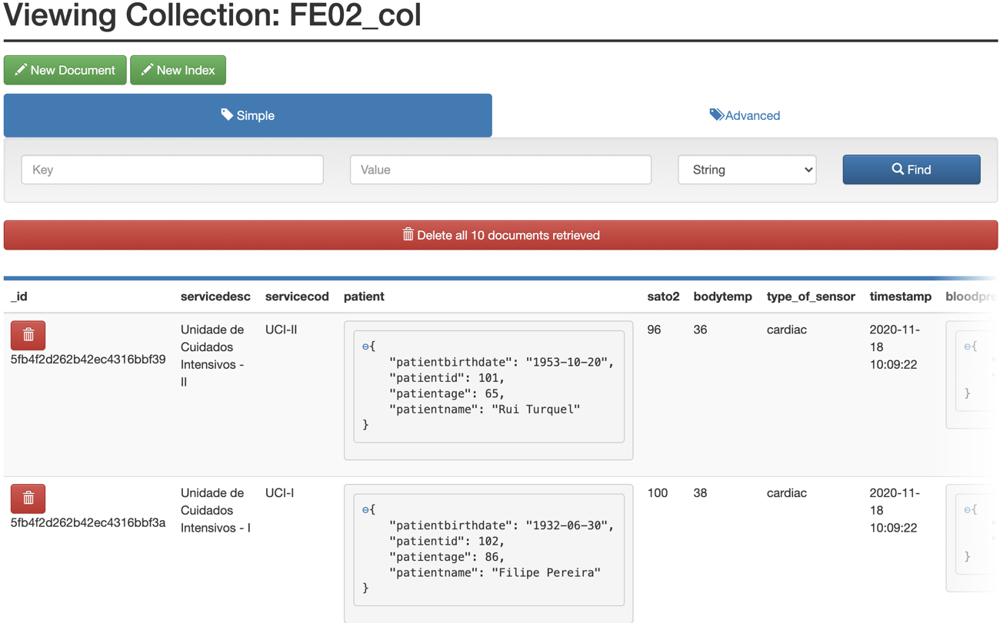 Viewing Collection: FE02_col
New Document New Index
Simple Advanced
Key Value String Find
Delete all 10 documents retrieved
_id servicedesc servicecod patient sato2 bodytemp type_of_sensor timestamp
5fb4f2d262b42ec4316bbf39
Unidade de
Cuidados
Intensivos -
II
UCI-II
⊖{
"patientbirthdate": "1953-10-20",
"patientid": 101,
"patientage": 65,
"patientname": "Rui Turquel"
}
96 36 cardiac
2020-11-
18
10:09:22
⊖{
}
5fb4f2d262b42ec4316bbf3a
Unidade de
Cuidados
Intensivos - I
UCI-I
⊖{
"patientbirthdate": "1932-06-30",
"patientid": 102,
"patientage": 86,
"patientname": "Filipe Pereira"
}
100 38 cardiac
2020-11-
18
10:09:22
⊖{
}